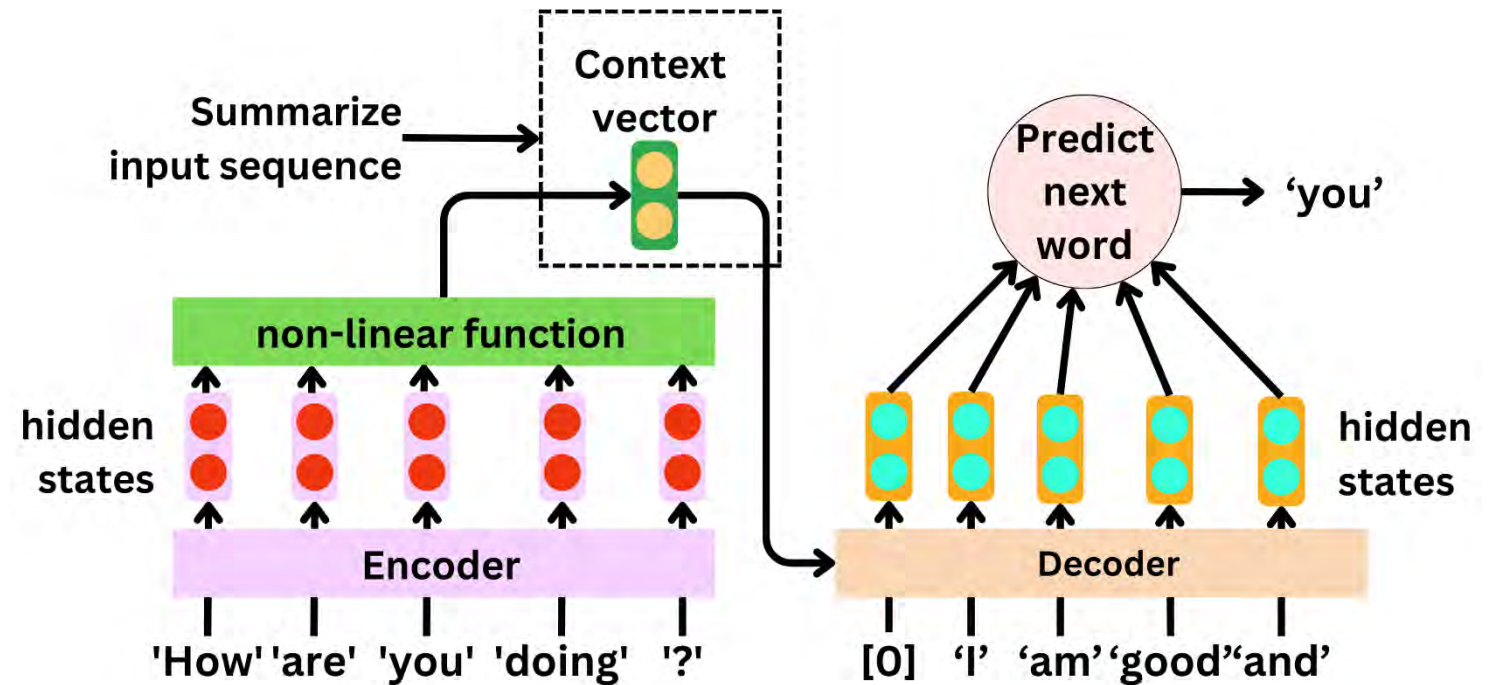 Context
vector
Summarize
input sequence
Predict
next
word
‘you’
non-linear function
hidden
states
hidden
states
Encoder
Decoder
'How' 'are' 'you' 'doing' '?'
[0] ‘I’ ‘am’ ‘good’ ‘and’